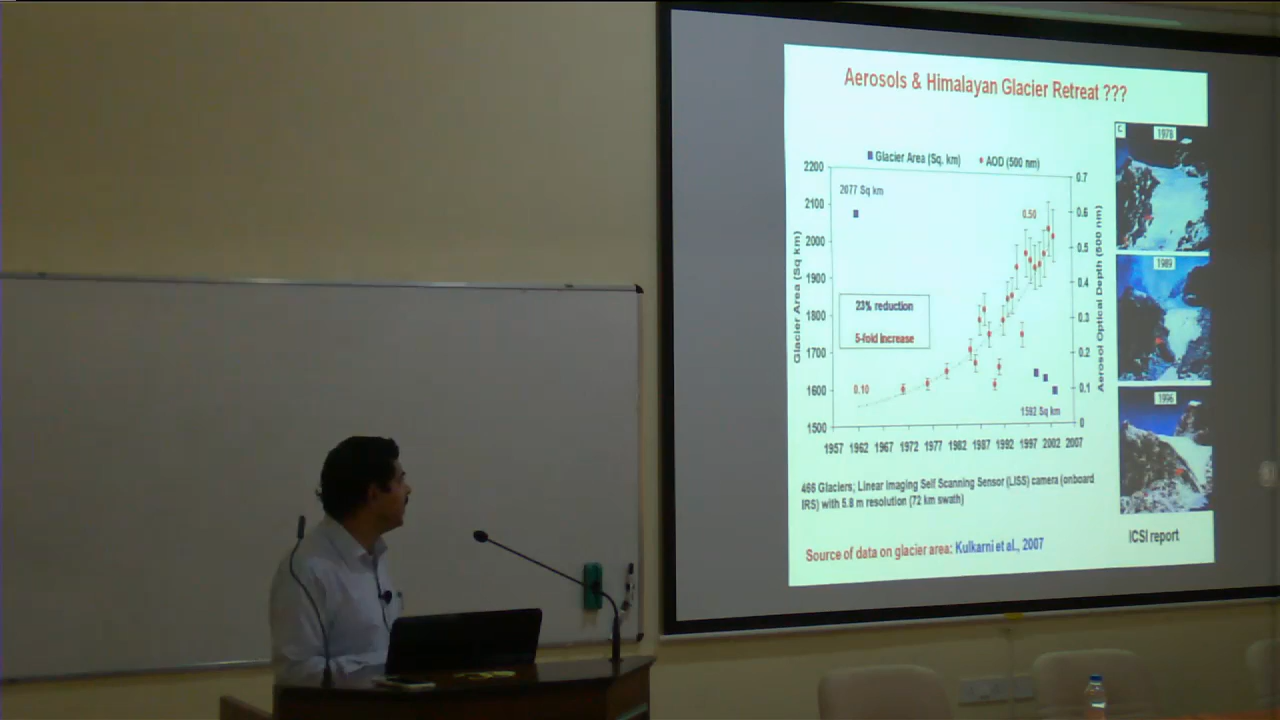 Aerosols & Himalayan Glacier Retreat ???
Glacier Area (Sq. km) AOD (500 nm)
2200
2100
2000
1900
1800
1700
1600
1500
Glacier Area (Sq km)
2077 Sq km
0.50
23% reduction
5-fold Increase
0.10
1592 Sq km
0.7
0.6
0.5
0.4
0.3
0.2
0.1
0
Aerosol Optical Depth (500 nm)
1957 1962 1967 1972 1977 1982 1987 1992 1997 2002 2007
C
1978
1989
1996
466 Glaciers; Linear Imaging Self Scanning Sensor (LISS) camera (onboard
IRS) with 5.8 m resolution (72 km swath)
ICSI report
Source of data on glacier area: Kulkarni et al., 2007